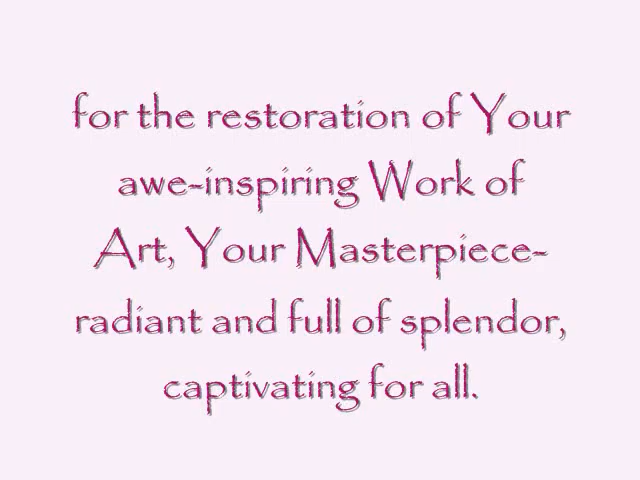 for the restoration of Your
awe-inspiring Work of
Art, Your Masterpiece-
radiant and full of splendor,
captivating for all.